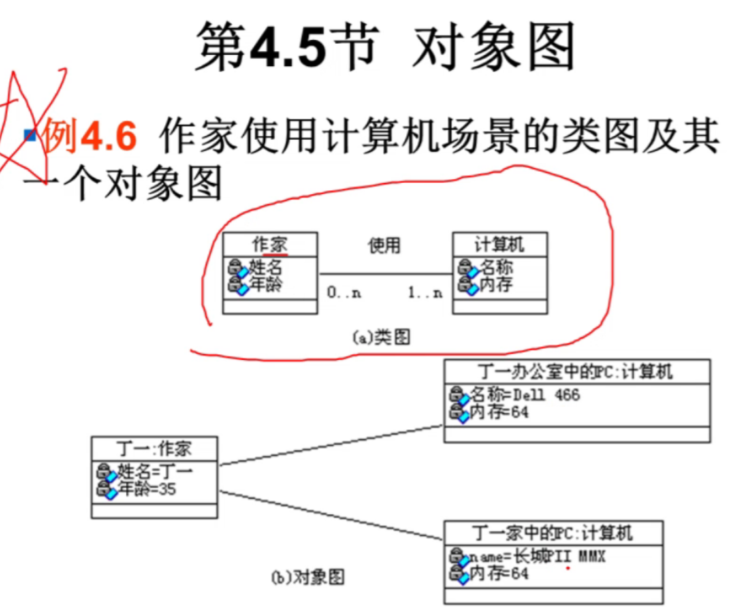 第4.5节 对象图
例4.6 作家使用计算机场景的类图及其
一个对象图
作家
姓名
年龄
使用
0..n
1..n
计算机
名称
内存
(a)类图
丁一办公室中的PC:计算机
名称=Dell 466
内存=64
丁一:作家
姓名=丁一
年龄=35
丁一家中的PC:计算机
name=长城PII MMX
内存=64
(b)对象图